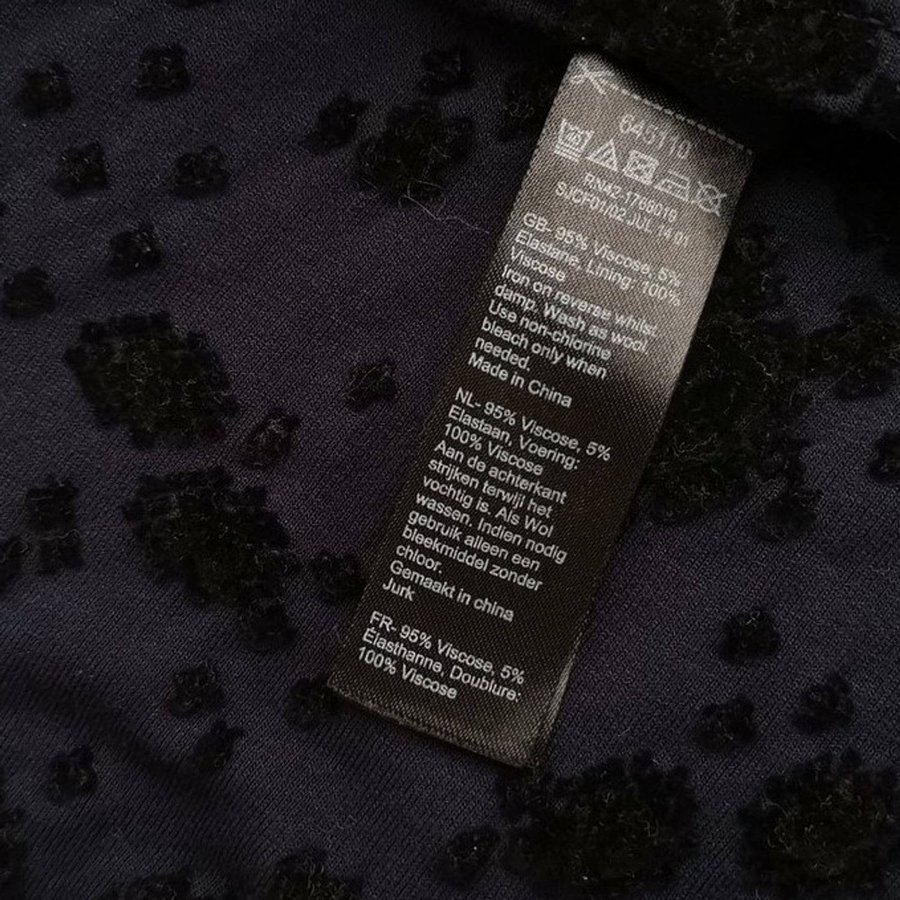 645110
RN42-1768016
SJCF01/02 JUL 14 01
GB- 95% Viscose, 5%
Elastane, Lining: 100%
Viscose
Iron on reverse whilst
damp. Wash as wool.
Use non-chlorine
bleach only when
needed.
Made in China
NL- 95% Viscose, 5%
Elastaan, Voering:
100% Viscose
Aan de achterkant
strijken terwijl het
vochtig is. Als Wol
wassen. Indien nodig
gebruik alleen een
bleekmiddel zonder
chloor.
Gemaakt in china
Jurk
FR- 95% Viscose, 5%
Élasthanne, Doublure:
100% Viscose